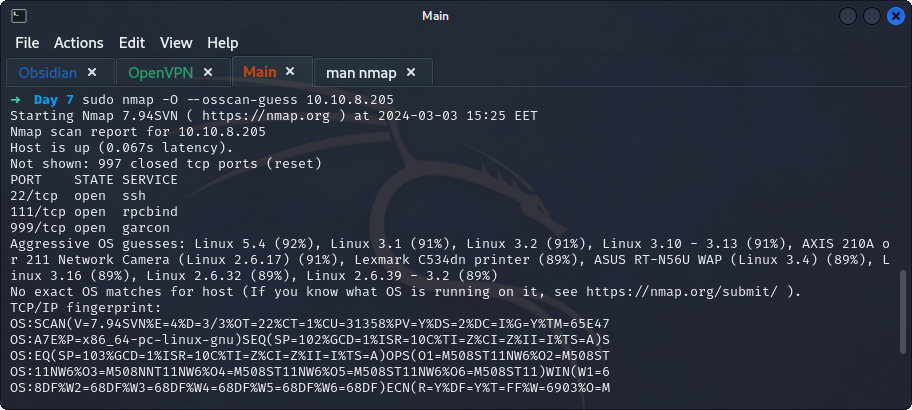 Main
File Actions Edit View Help
Obsidian × OpenVPN × Main × man nmap ×
➜ Day 7 sudo nmap -O --osscan-guess 10.10.8.205
Starting Nmap 7.94SVN ( https://nmap.org ) at 2024-03-03 15:25 EET
Nmap scan report for 10.10.8.205
Host is up (0.067s latency).
Not shown: 997 closed tcp ports (reset)
PORT    STATE SERVICE
22/tcp  open  ssh
111/tcp open  rpcbind
999/tcp open  garcon
Aggressive OS guesses: Linux 5.4 (92%), Linux 3.1 (91%), Linux 3.2 (91%), Linux 3.10 - 3.13 (91%), AXIS 210A o
r 211 Network Camera (Linux 2.6.17) (91%), Lexmark C534dn printer (89%), ASUS RT-N56U WAP (Linux 3.4) (89%), L
inux 3.16 (89%), Linux 2.6.32 (89%), Linux 2.6.39 - 3.2 (89%)
No exact OS matches for host (If you know what OS is running on it, see https://nmap.org/submit/ ).
TCP/IP fingerprint:
OS:SCAN(V=7.94SVN%E=4%D=3/3%OT=22%CT=1%CU=31358%PV=Y%DS=2%DC=I%G=Y%TM=65E47
OS:A7E%P=x86_64-pc-linux-gnu)SEQ(SP=102%GCD=1%ISR=10C%TI=Z%CI=Z%II=I%TS=A)S
OS:EQ(SP=103%GCD=1%ISR=10C%TI=Z%CI=Z%II=I%TS=A)OPS(O1=M508ST11NW6%O2=M508ST
OS:11NW6%O3=M508NNT11NW6%O4=M508ST11NW6%O5=M508ST11NW6%O6=M508ST11)WIN(W1=6
OS:8DF%W2=68DF%W3=68DF%W4=68DF%W5=68DF%W6=68DF)ECN(R=Y%DF=Y%T=FF%W=6903%O=M